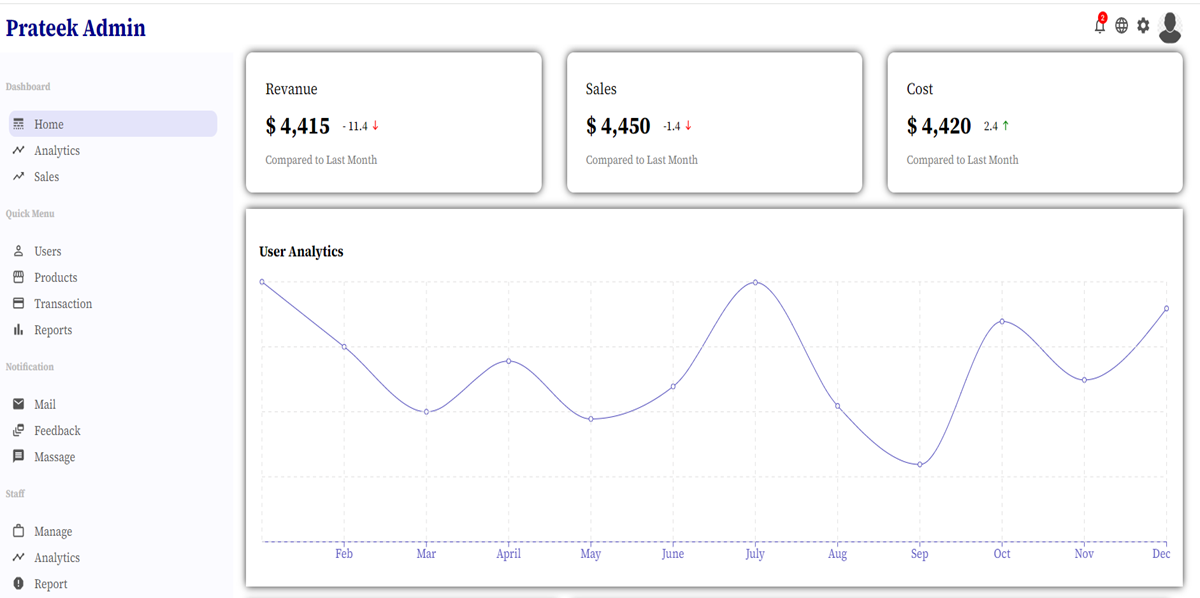 Prateek Admin
2
Dashboard
Home
Analytics
Sales
Quick Menu
Users
Products
Transaction
Reports
Notification
Mail
Feedback
Massage
Staff
Manage
Analytics
Report
Revanue
$ 4,415 - 11.4 ↓
Compared to Last Month
Sales
$ 4,450 -1.4 ↓
Compared to Last Month
Cost
$ 4,420 2.4 ↑
Compared to Last Month
User Analytics
Feb Mar April May June July Aug Sep Oct Nov Dec